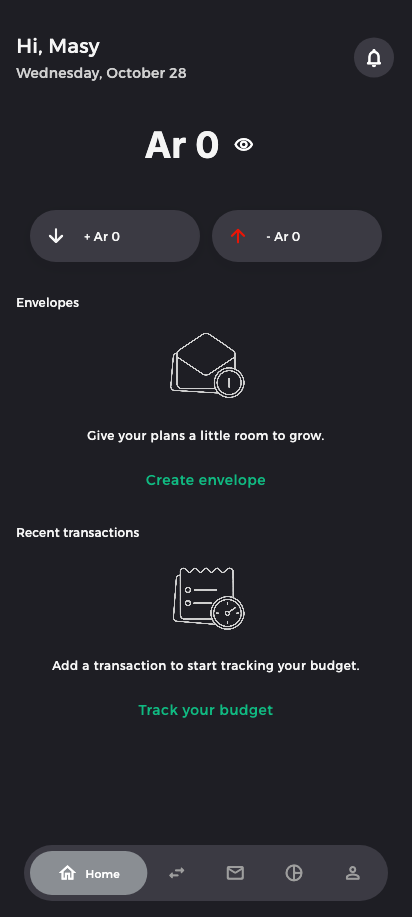 Hi, Masy
Wednesday, October 28
Ar 0
+ Ar 0
- Ar 0
Envelopes
Give your plans a little room to grow.
Create envelope
Recent transactions
Add a transaction to start tracking your budget.
Track your budget
Home